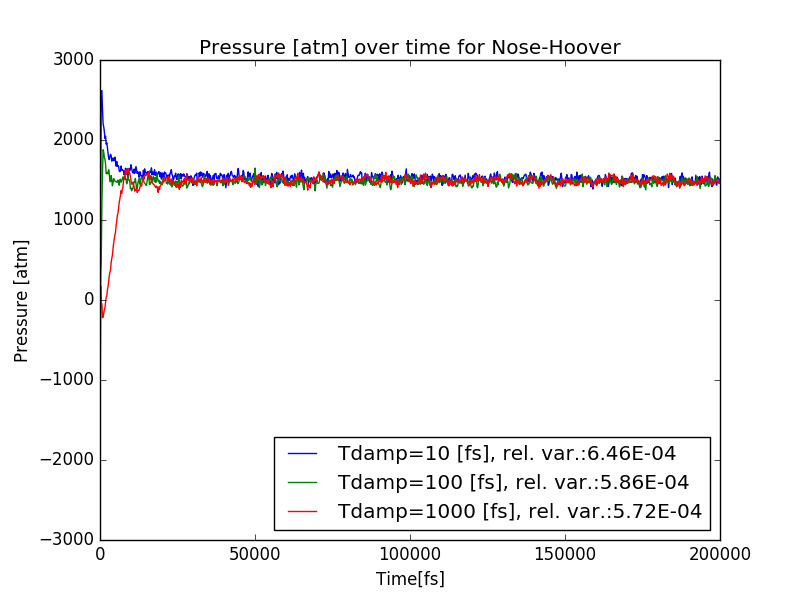 Pressure [atm] over time for Nose-Hoover
3000
2000
1000
0
−1000
−2000
−3000
Pressure [atm]
Tdamp=10 [fs], rel. var.:6.46E-04
Tdamp=100 [fs], rel. var.:5.86E-04
Tdamp=1000 [fs], rel. var.:5.72E-04
0 50000 100000 150000 200000
Time[fs]